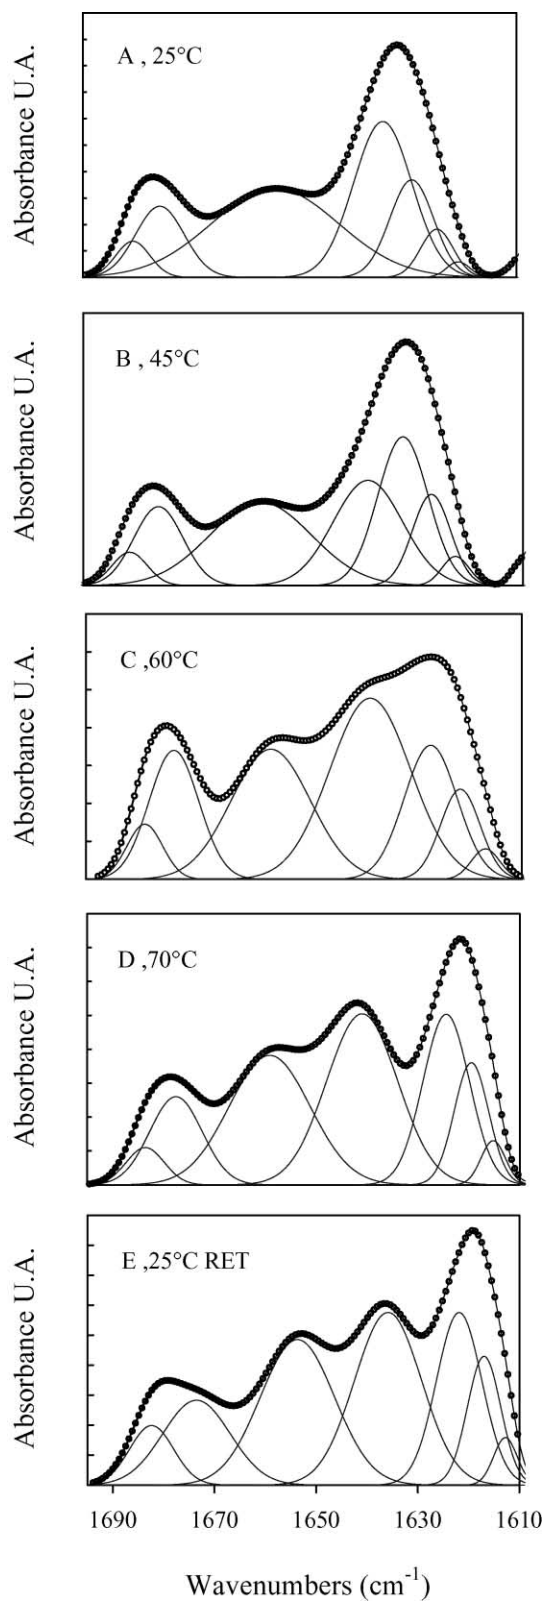 A , 25°C
Absorbance U.A.
B , 45°C
Absorbance U.A.
C ,60°C
Absorbance U.A.
D ,70°C
Absorbance U.A.
E ,25°C RET
Absorbance U.A.
1690 1670 1650 1630 1610
Wavenumbers (cm⁻¹)